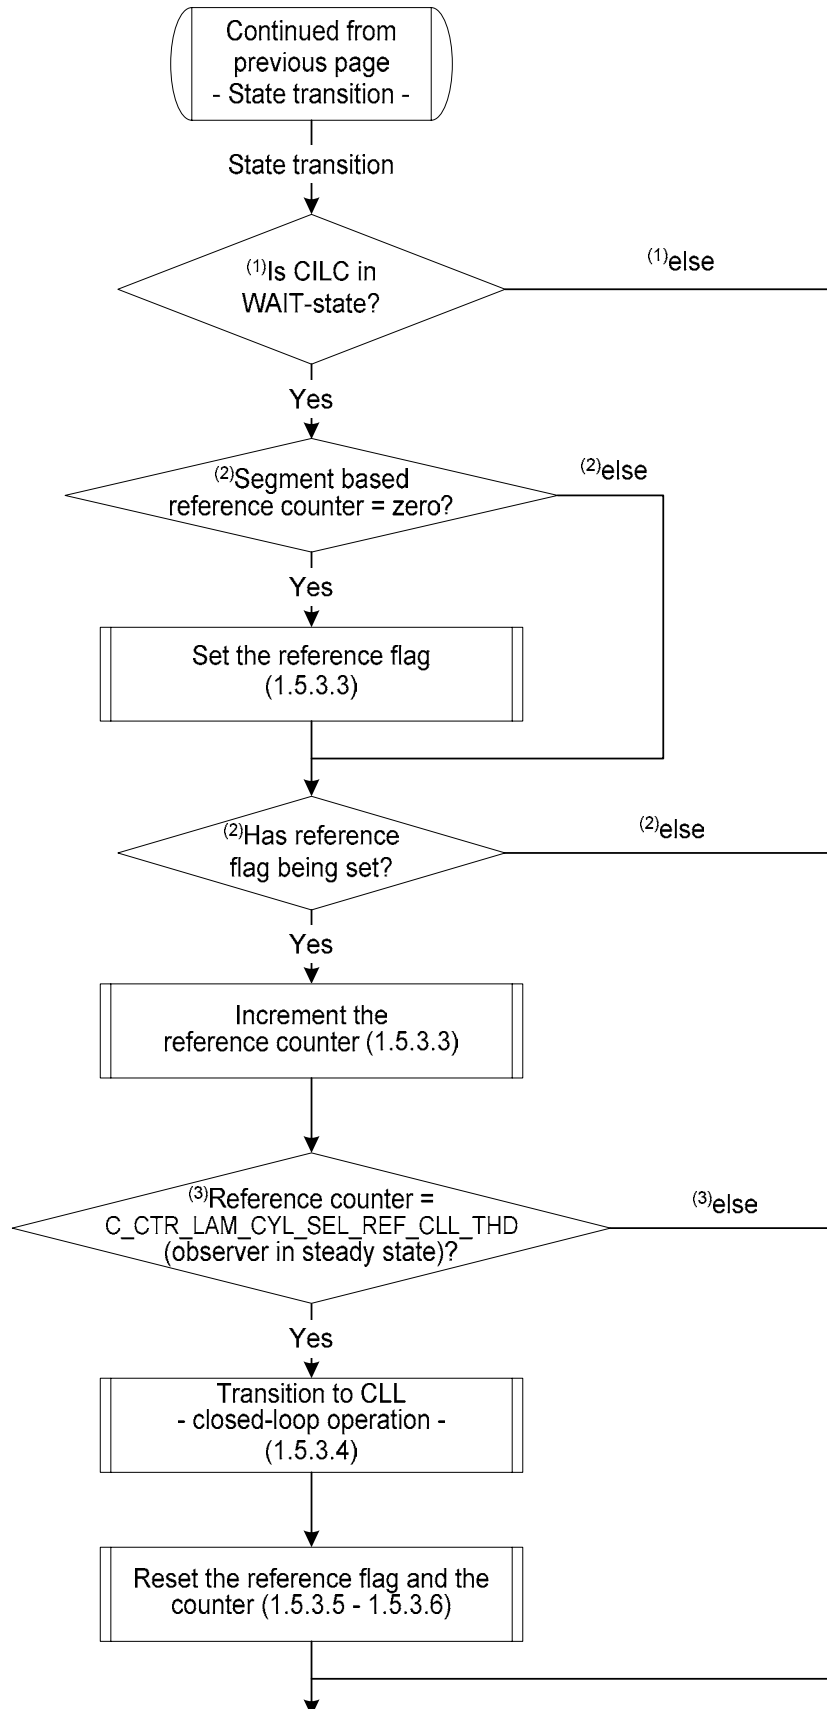 Continued from
previous page
- State transition -
State transition
(1)Is CILC in
WAIT-state?
(1)else
Yes
(2)Segment based
reference counter = zero?
(2)else
Yes
Set the reference flag
(1.5.3.3)
(2)Has reference
flag being set?
(2)else
Yes
Increment the
reference counter (1.5.3.3)
(3)Reference counter =
C_CTR_LAM_CYL_SEL_REF_CLL_THD
(observer in steady state)?
(3)else
Yes
Transition to CLL
- closed-loop operation -
(1.5.3.4)
Reset the reference flag and the
counter (1.5.3.5 - 1.5.3.6)